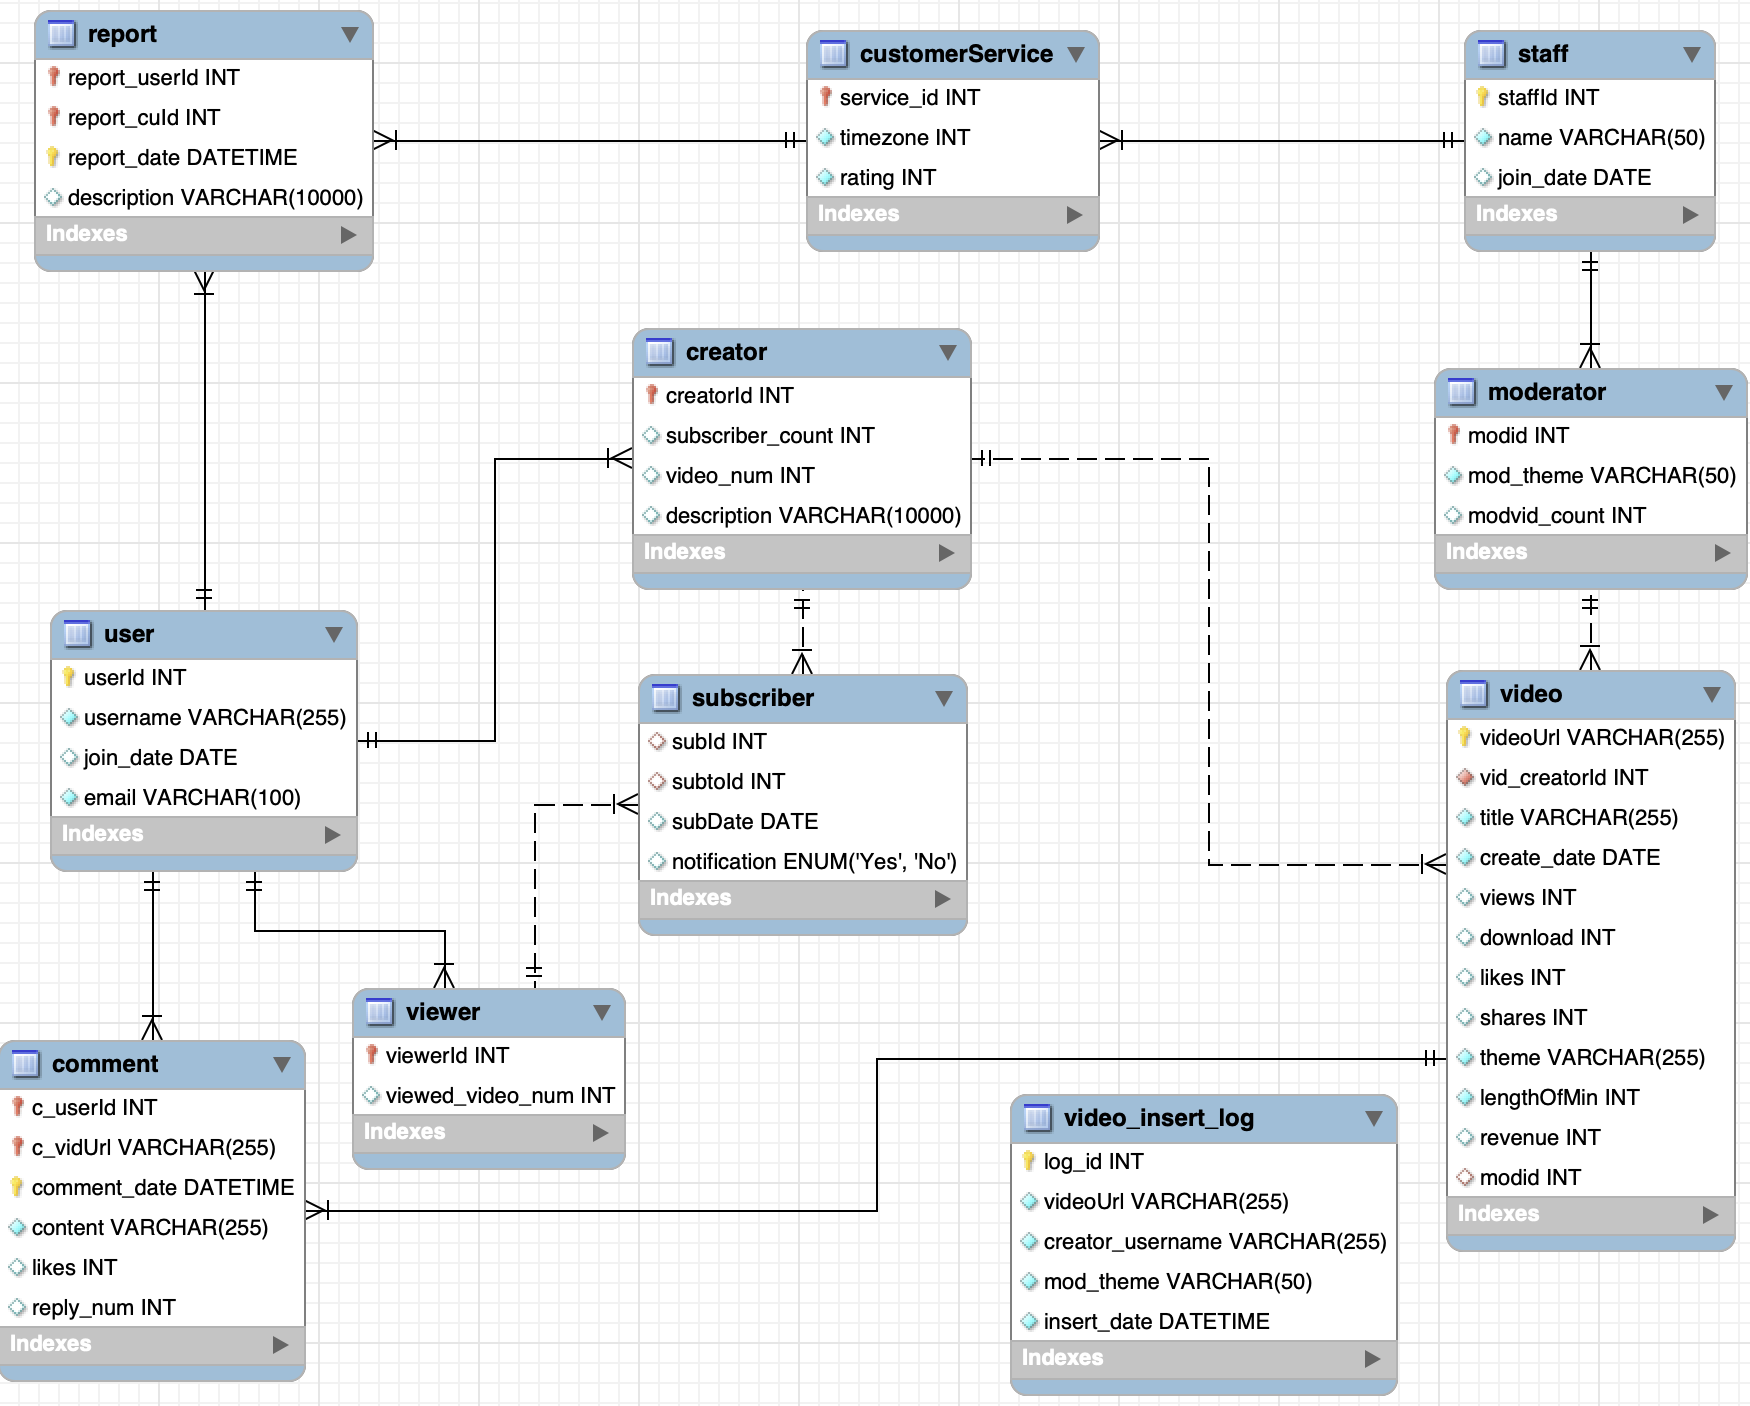 report
report_userId INT
report_cuId INT
report_date DATETIME
description VARCHAR(10000)
Indexes
customerService
service_id INT
timezone INT
rating INT
Indexes
staff
staffId INT
name VARCHAR(50)
join_date DATE
Indexes
creator
creatorId INT
subscriber_count INT
video_num INT
description VARCHAR(10000)
Indexes
moderator
modid INT
mod_theme VARCHAR(50)
modvid_count INT
Indexes
user
userId INT
username VARCHAR(255)
join_date DATE
email VARCHAR(100)
Indexes
subscriber
subId INT
subtoId INT
subDate DATE
notification ENUM('Yes', 'No')
Indexes
video
videoUrl VARCHAR(255)
vid_creatorId INT
title VARCHAR(255)
create_date DATE
views INT
download INT
likes INT
shares INT
theme VARCHAR(255)
lengthOfMin INT
revenue INT
modid INT
Indexes
comment
c_userId INT
c_vidUrl VARCHAR(255)
comment_date DATETIME
content VARCHAR(255)
likes INT
reply_num INT
Indexes
viewer
viewerId INT
viewed_video_num INT
Indexes
video_insert_log
log_id INT
videoUrl VARCHAR(255)
creator_username VARCHAR(255)
mod_theme VARCHAR(50)
insert_date DATETIME
Indexes